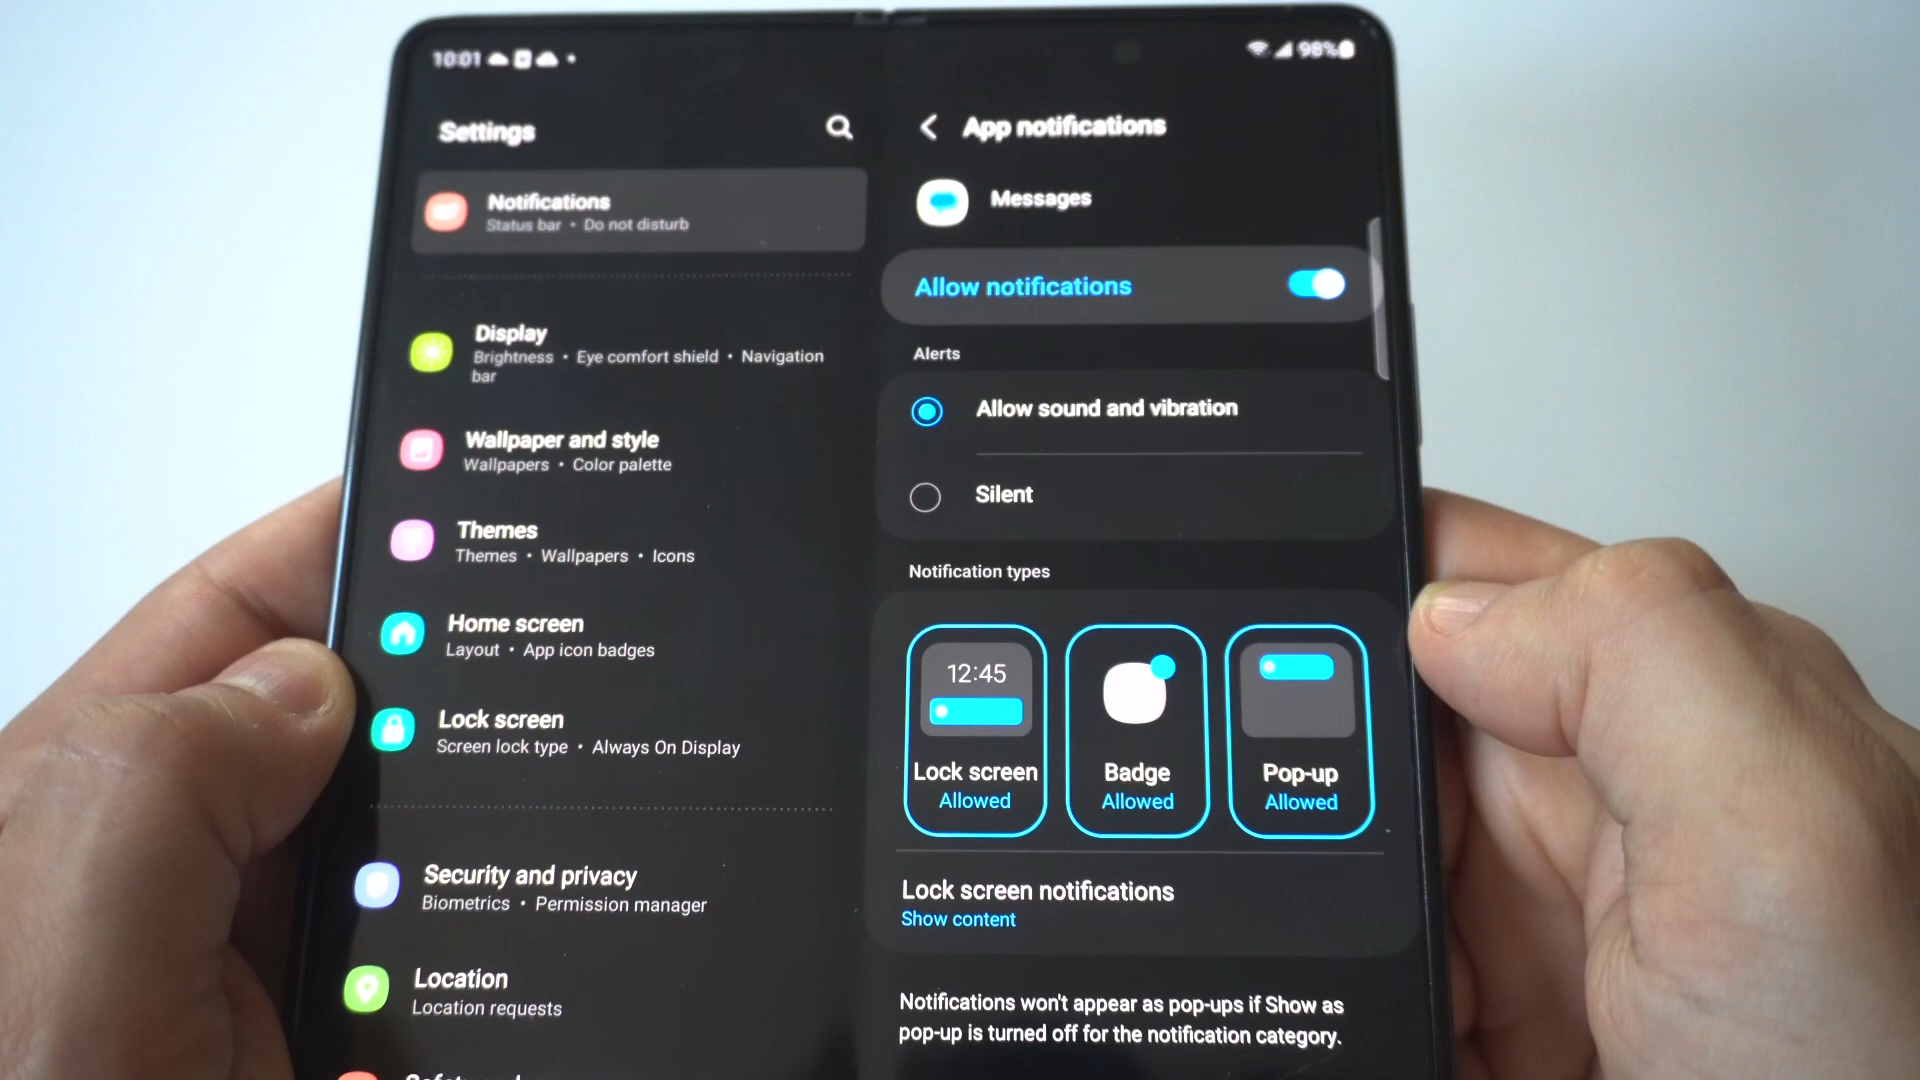 10:01
98%
Settings
Notifications
Status bar • Do not disturb
Display
Brightness • Eye comfort shield • Navigation
bar
Wallpaper and style
Wallpapers • Color palette
Themes
Themes • Wallpapers • Icons
Home screen
Layout • App icon badges
Lock screen
Screen lock type • Always On Display
Security and privacy
Biometrics • Permission manager
Location
Location requests
App notifications
Messages
Allow notifications
Alerts
Allow sound and vibration
Silent
Notification types
12:45
Lock screen
Allowed
Badge
Allowed
Pop-up
Allowed
Lock screen notifications
Show content
Notifications won't appear as pop-ups if Show as
pop-up is turned off for the notification category.